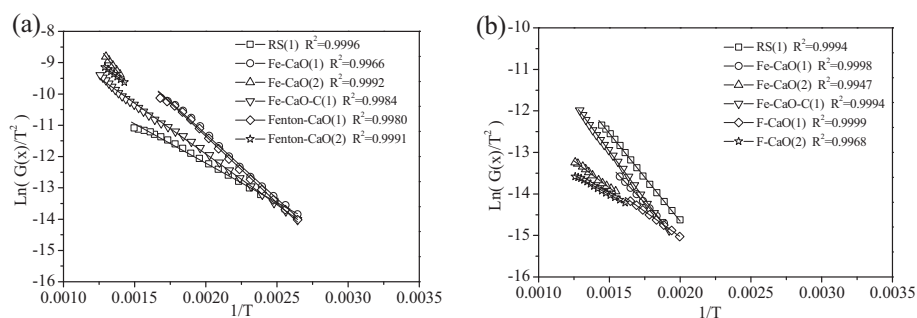 (a)
-8
-9
-10
-11
-12
-13
-14
-15
-16
Ln( G(x)/T²)
RS(1) R²=0.9996
Fe-CaO(1) R²=0.9966
Fe-CaO(2) R²=0.9992
Fe-CaO-C(1) R²=0.9984
Fenton-CaO(1) R²=0.9980
Fenton-CaO(2) R²=0.9991
0.0010 0.0015 0.0020 0.0025 0.0030 0.0035
1/T
(b)
-10
-11
-12
-13
-14
-15
-16
Ln( G(x)/T²)
RS(1) R²=0.9994
Fe-CaO(1) R²=0.9998
Fe-CaO(2) R²=0.9947
Fe-CaO-C(1) R²=0.9994
F-CaO(1) R²=0.9999
F-CaO(2) R²=0.9968
0.0010 0.0015 0.0020 0.0025 0.0030 0.0035
1/T